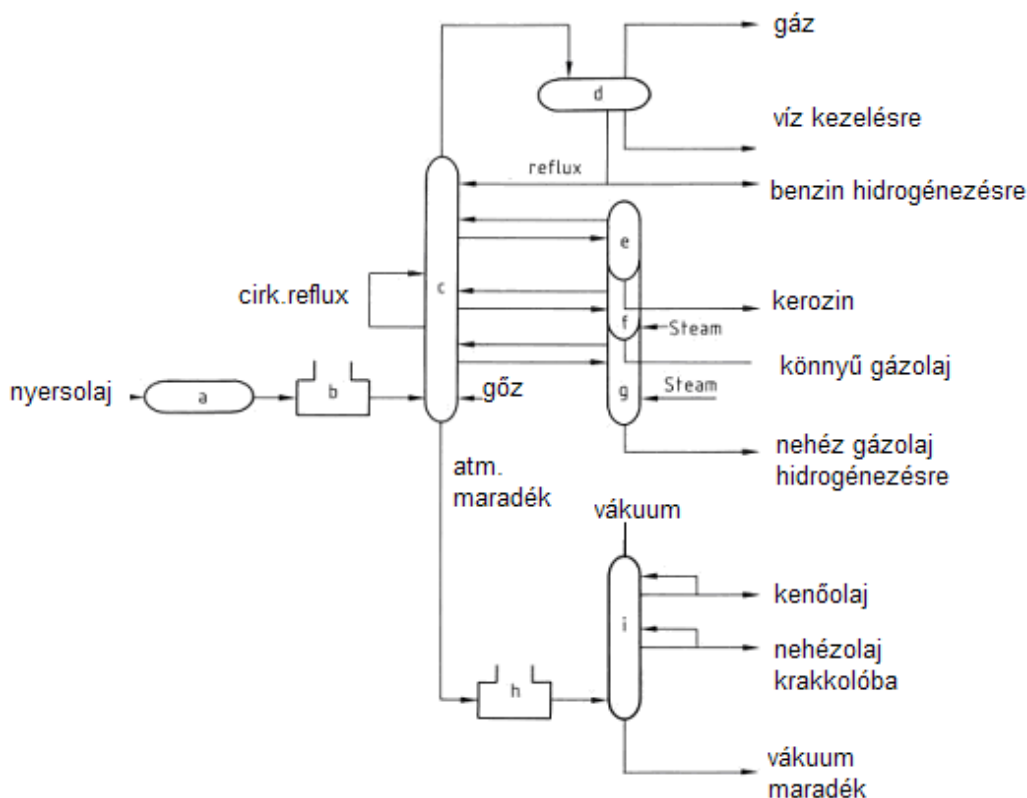 gáz
d
víz kezelésre
reflux
benzin hidrogénezésre
e
c
cirk.reflux
kerozin
f
Steam
könnyű gázolaj
nyersolaj
a
b
gőz
g
Steam
atm.
maradék
nehéz gázolaj
hidrogénezésre
vákuum
kenőolaj
i
nehézolaj
krakkolóba
h
vákuum
maradék